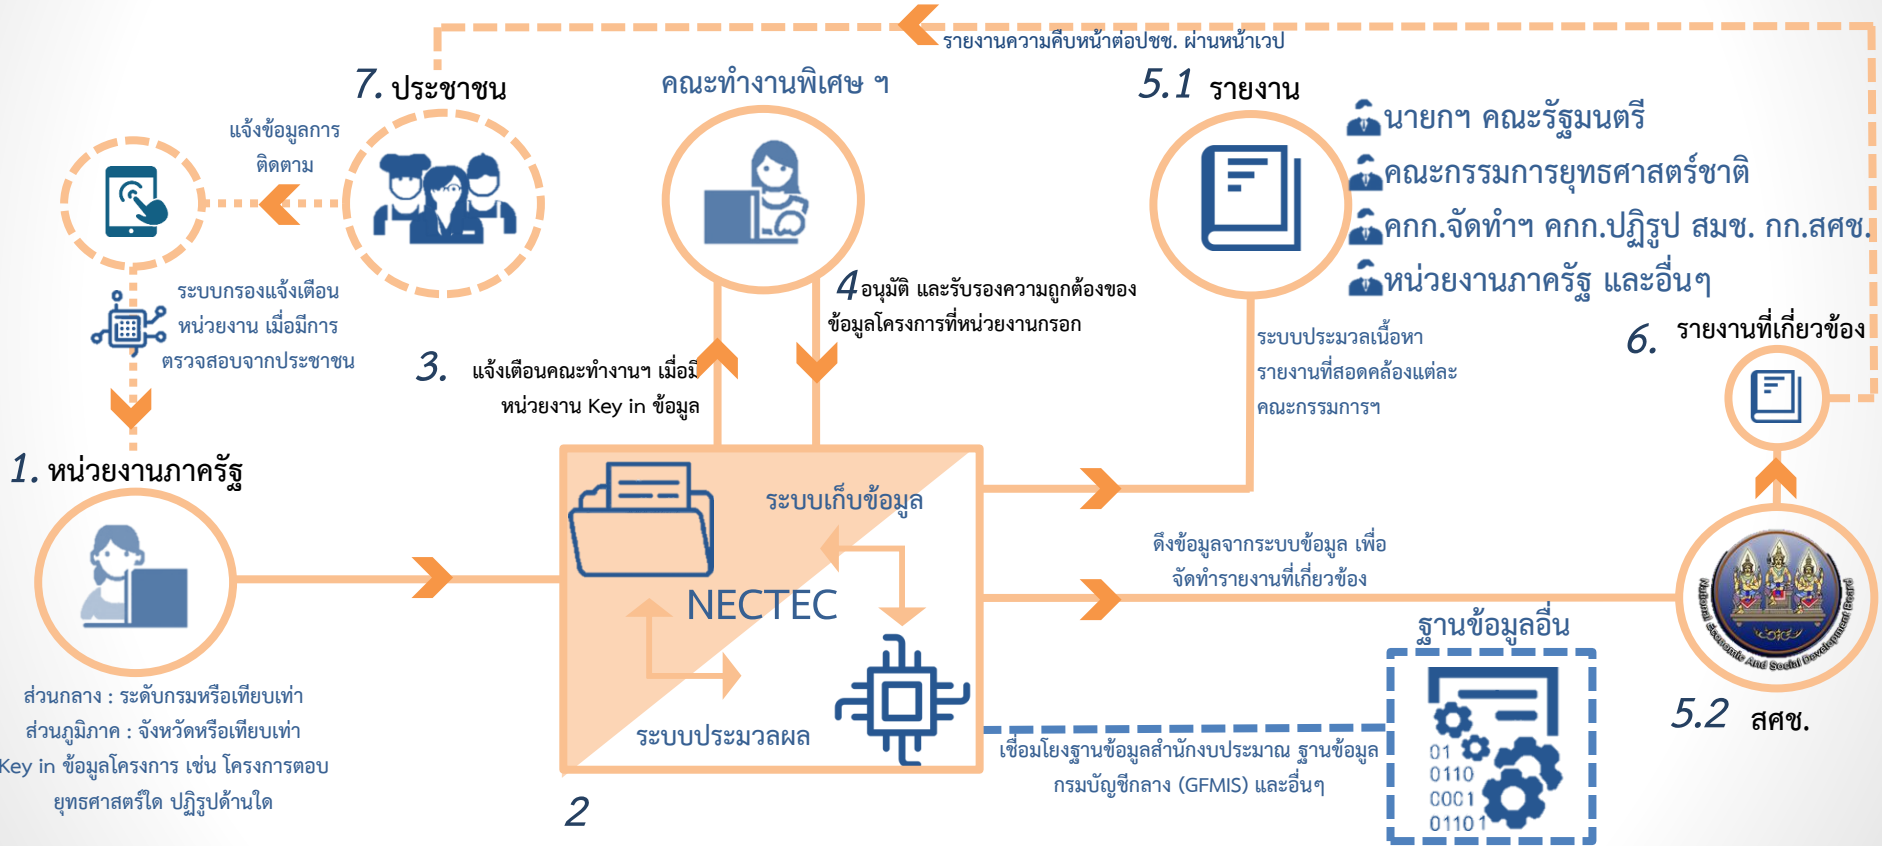 รายงานความคืบหน้าต่อปชช. ผ่านหน้าเวป
7. ประชาชน
คณะทำงานพิเศษ ฯ
5.1 รายงาน
นายกฯ คณะรัฐมนตรี
คณะกรรมการยุทธศาสตร์ชาติ
คกก.จัดทำฯ คกก.ปฏิรูป สมช. กก.สศช.
หน่วยงานภาครัฐ และอื่นๆ
แจ้งข้อมูลการ
ติดตาม
ระบบกรองแจ้งเตือน
หน่วยงาน เมื่อมีการ
ตรวจสอบจากประชาชน
3. แจ้งเตือนคณะทำงานฯ เมื่อมี
หน่วยงาน Key in ข้อมูล
4 อนุมัติ และรับรองความถูกต้องของ
ข้อมูลโครงการที่หน่วยงานกรอก
ระบบประมวลเนื้อหา
รายงานที่สอดคล้องแต่ละ
คณะกรรมการฯ
6. รายงานที่เกี่ยวข้อง
1. หน่วยงานภาครัฐ
ส่วนกลาง : ระดับกรมหรือเทียบเท่า
ส่วนภูมิภาค : จังหวัดหรือเทียบเท่า
Key in ข้อมูลโครงการ เช่น โครงการตอบ
ยุทธศาสตร์ใด ปฏิรูปด้านใด
ระบบเก็บข้อมูล
NECTEC
ระบบประมวลผล
2
ดึงข้อมูลจากระบบข้อมูล เพื่อ
จัดทำรายงานที่เกี่ยวข้อง
ฐานข้อมูลอื่น
01
0110
0001
01101
เชื่อมโยงฐานข้อมูลสำนักงบประมาณ ฐานข้อมูล
กรมบัญชีกลาง (GFMIS) และอื่นๆ
National Economic And Social Development Board
5.2 สศช.